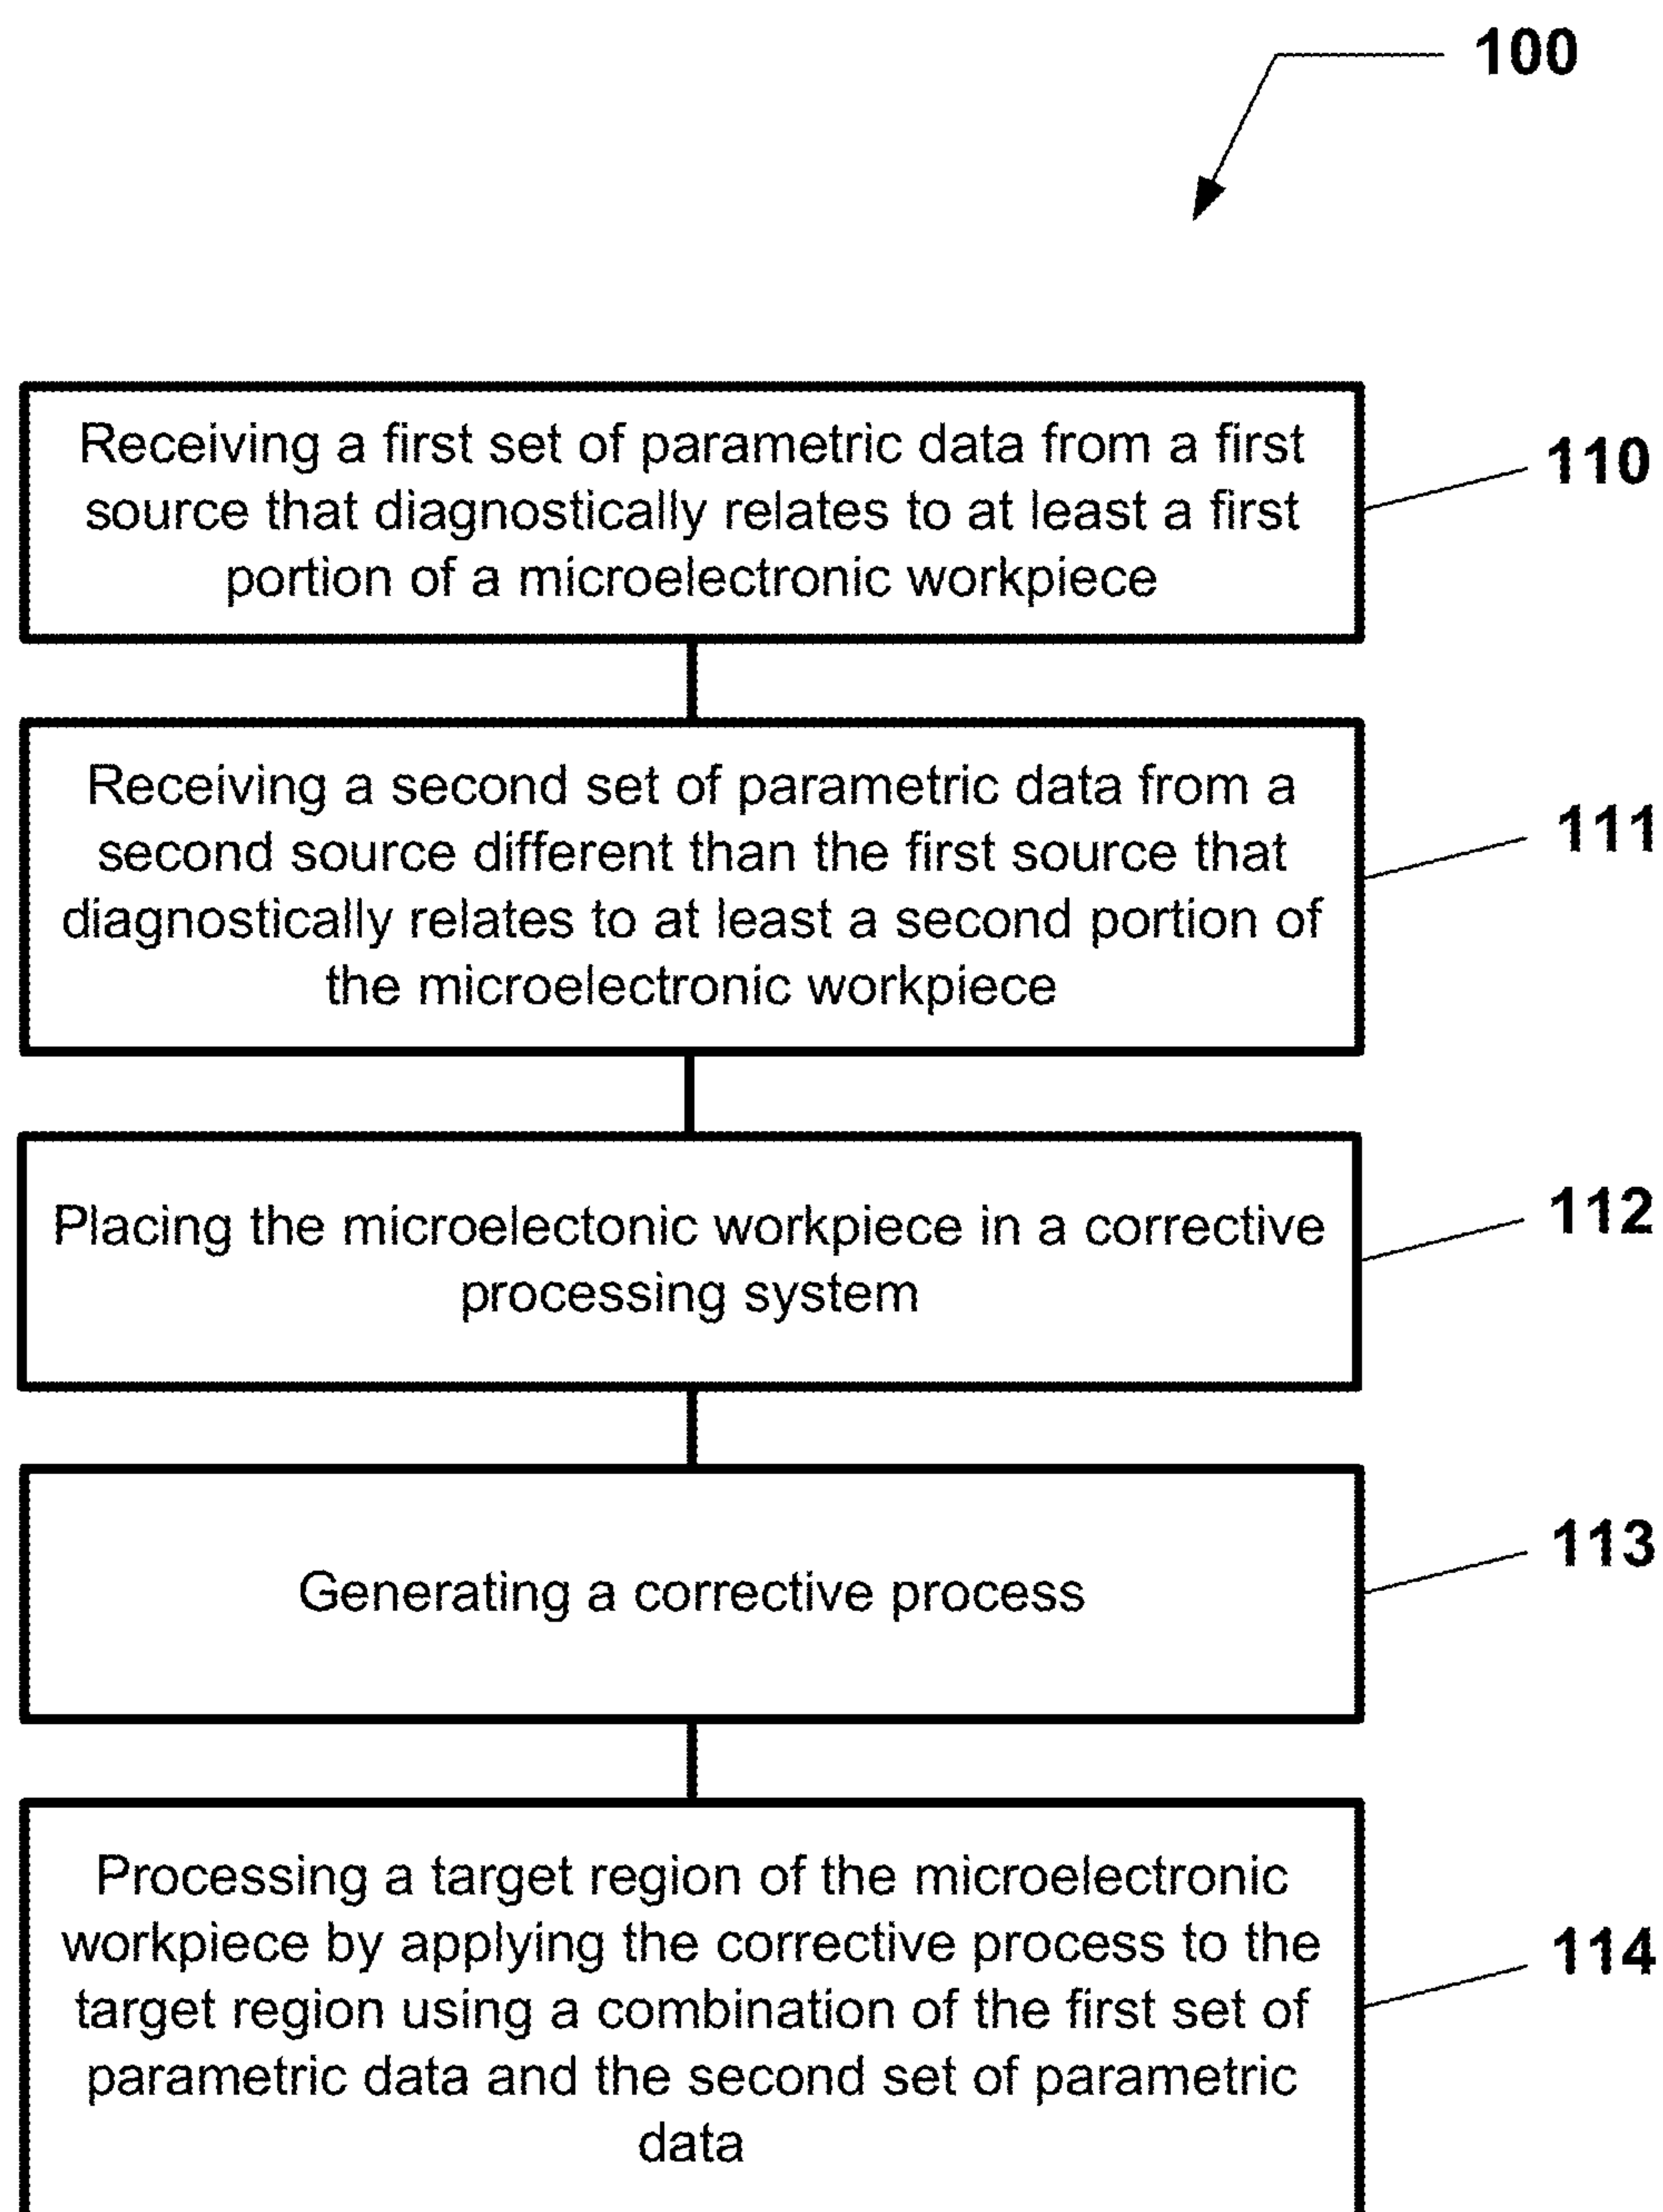 100
Receiving a first set of parametric data from a first
source that diagnostically relates to at least a first
portion of a microelectronic workpiece
110
Receiving a second set of parametric data from a
second source different than the first source that
diagnostically relates to at least a second portion of
the microelectronic workpiece
111
Placing the microelectonic workpiece in a corrective
processing system
112
Generating a corrective process
113
Processing a target region of the microelectronic
workpiece by applying the corrective process to the
target region using a combination of the first set of
parametric data and the second set of parametric
data
114